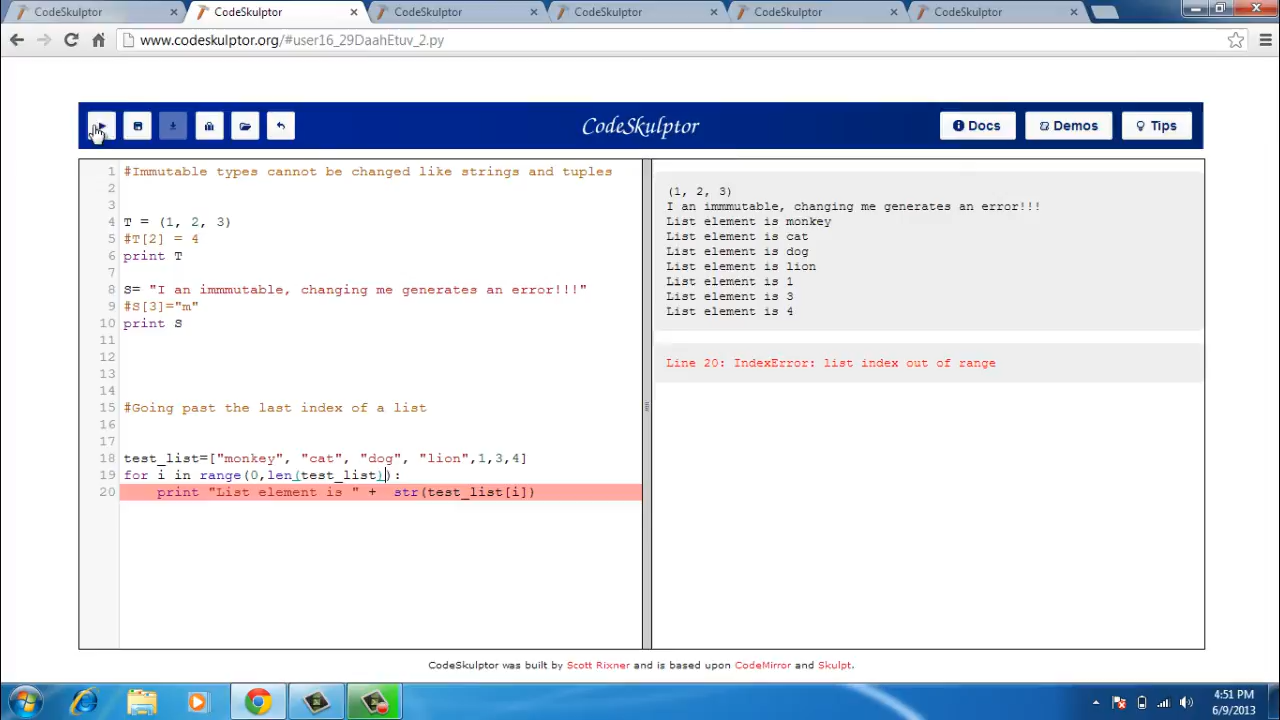 CodeSkulptor CodeSkulptor CodeSkulptor CodeSkulptor CodeSkulptor CodeSkulptor
www.codeskulptor.org/#user16_29DaahEtuv_2.py
CodeSkulptor Docs Demos Tips
1 #Immutable types cannot be changed like strings and tuples
2
3
4 T = (1, 2, 3)
5 #T[2] = 4
6 print T
7
8 S= "I an immmutable, changing me generates an error!!!"
9 #S[3]="m"
10 print S
11
12
13
14
15 #Going past the last index of a list
16
17
18 test_list=["monkey", "cat", "dog", "lion",1,3,4]
19 for i in range(0,len(test_list)):
20 print "List element is " + str(test_list[i])
(1, 2, 3)
I an immmutable, changing me generates an error!!!
List element is monkey
List element is cat
List element is dog
List element is lion
List element is 1
List element is 3
List element is 4
Line 20: IndexError: list index out of range
CodeSkulptor was built by Scott Rixner and is based upon CodeMirror and Skulpt.
4:51 PM
6/9/2013